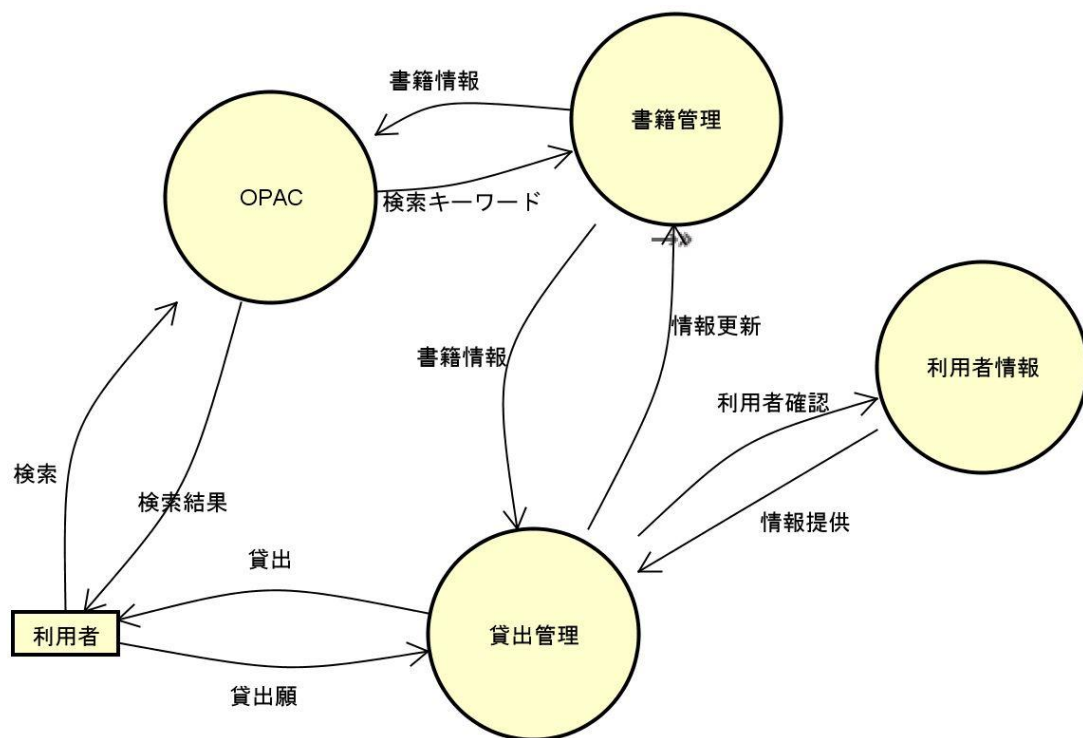 書籍情報
書籍管理
OPAC
検索キーワード
情報更新
書籍情報
利用者情報
利用者確認
検索
検索結果
情報提供
貸出
利用者
貸出管理
貸出願